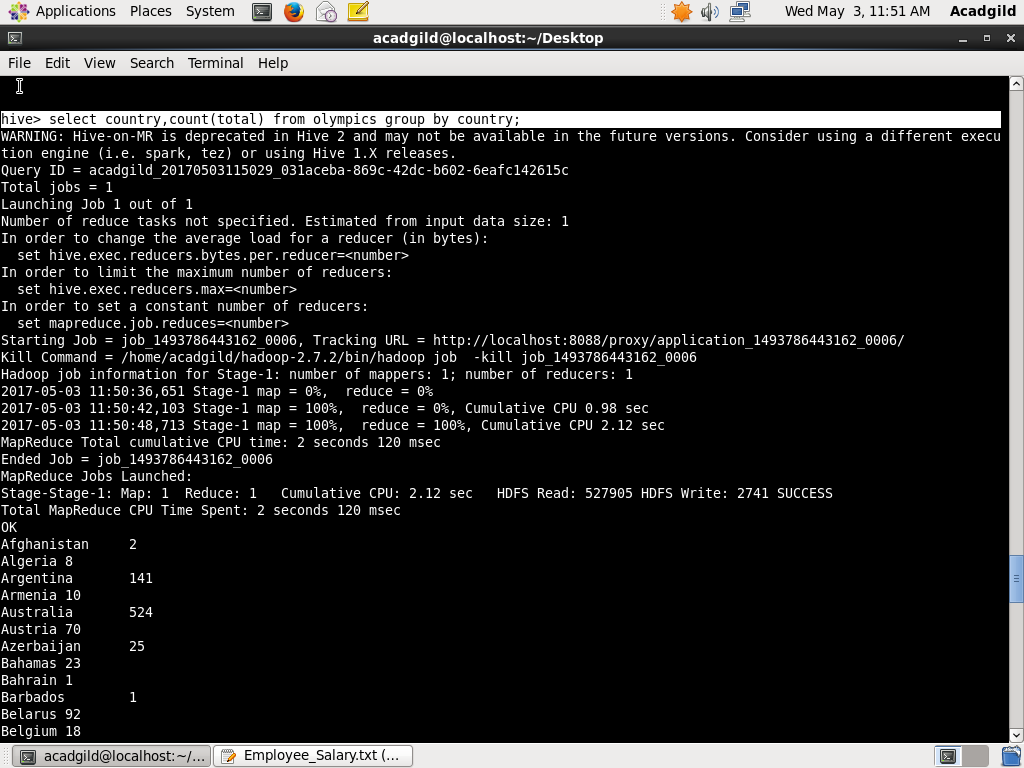 Applications Places System Wed May 3, 11:51 AM Acadgild
acadgild@localhost:~/Desktop
File Edit View Search Terminal Help
hive> select country,count(total) from olympics group by country;
WARNING: Hive-on-MR is deprecated in Hive 2 and may not be available in the future versions. Consider using a different execu
tion engine (i.e. spark, tez) or using Hive 1.X releases.
Query ID = acadgild_20170503115029_031aceba-869c-42dc-b602-6eafc142615c
Total jobs = 1
Launching Job 1 out of 1
Number of reduce tasks not specified. Estimated from input data size: 1
In order to change the average load for a reducer (in bytes):
  set hive.exec.reducers.bytes.per.reducer=<number>
In order to limit the maximum number of reducers:
  set hive.exec.reducers.max=<number>
In order to set a constant number of reducers:
  set mapreduce.job.reduces=<number>
Starting Job = job_1493786443162_0006, Tracking URL = http://localhost:8088/proxy/application_1493786443162_0006/
Kill Command = /home/acadgild/hadoop-2.7.2/bin/hadoop job  -kill job_1493786443162_0006
Hadoop job information for Stage-1: number of mappers: 1; number of reducers: 1
2017-05-03 11:50:36,651 Stage-1 map = 0%,  reduce = 0%
2017-05-03 11:50:42,103 Stage-1 map = 100%,  reduce = 0%, Cumulative CPU 0.98 sec
2017-05-03 11:50:48,713 Stage-1 map = 100%,  reduce = 100%, Cumulative CPU 2.12 sec
MapReduce Total cumulative CPU time: 2 seconds 120 msec
Ended Job = job_1493786443162_0006
MapReduce Jobs Launched:
Stage-Stage-1: Map: 1  Reduce: 1   Cumulative CPU: 2.12 sec   HDFS Read: 527905 HDFS Write: 2741 SUCCESS
Total MapReduce CPU Time Spent: 2 seconds 120 msec
OK
Afghanistan     2
Algeria 8
Argentina       141
Armenia 10
Australia       524
Austria 70
Azerbaijan      25
Bahamas 23
Bahrain 1
Barbados        1
Belarus 92
Belgium 18
acadgild@localhost:~/... Employee_Salary.txt (...